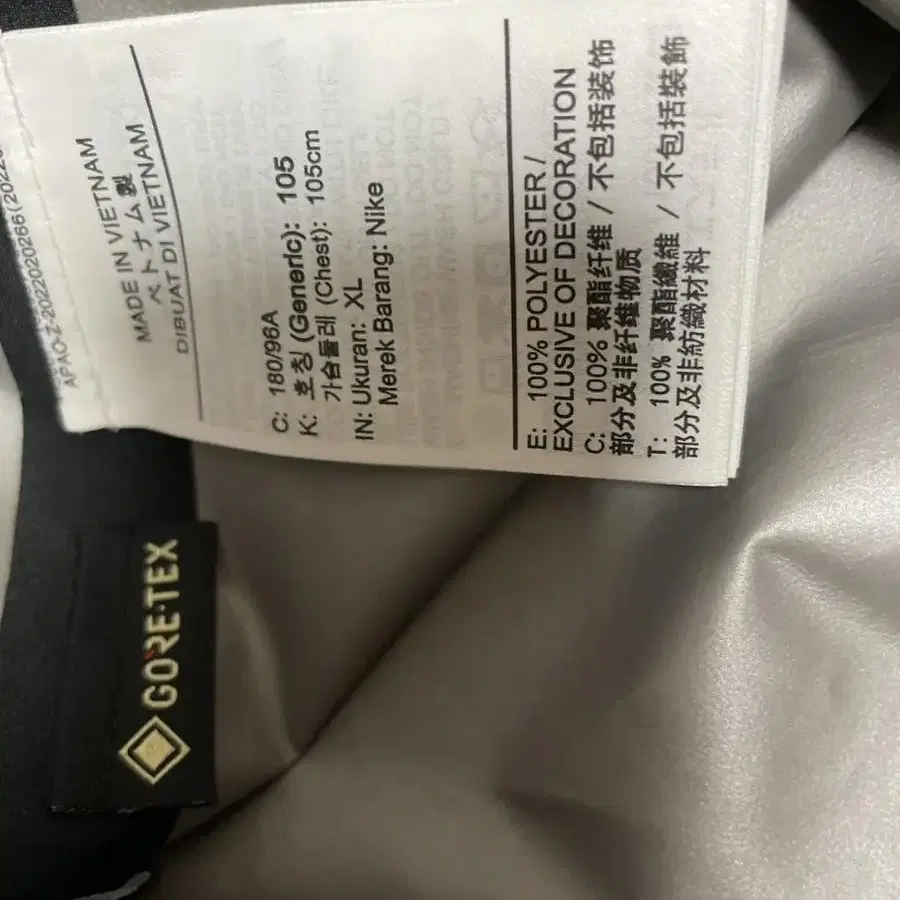 APAO-Z-2022020266(2022
MADE IN VIETNAM
ベトナム製
DIBUAT DI VIETNAM
C: 180/96A
K: 호칭 (Generic): 105
가슴둘레 (Chest): 105cm
IN: Ukuran: XL
Merek Barang: Nike
E: 100% POLYESTER /
EXCLUSIVE OF DECORATION
C: 100% 聚酯纤维 / 不包括装饰
部分及非纤维物质
T: 100% 聚酯纖維 / 不包括裝飾
部分及非紡織材料
GORE-TEX